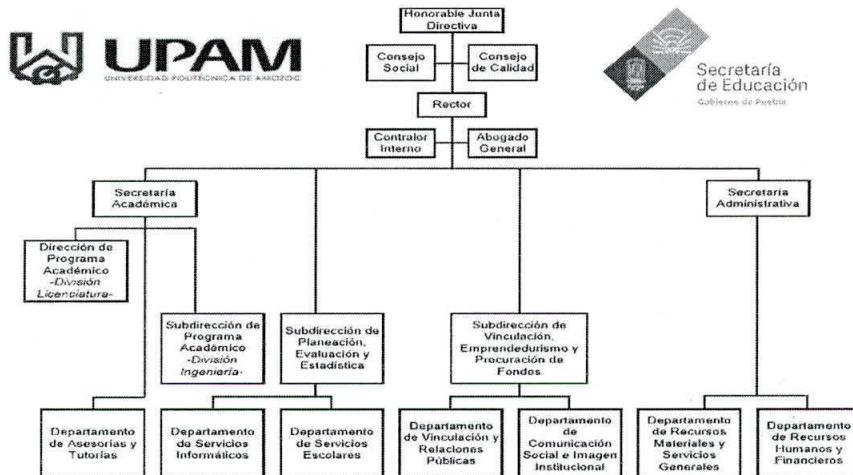 Honorable Junta
Directiva
UPAM
UNIVERSIDAD POLITÉCNICA DE AMOZOC
Consejo
Social
Consejo
de Calidad
Secretaría
de Educación
Gobierno de Puebla
Rector
Contralor
Interno
Abogado
General
Secretaría
Académica
Secretaría
Administrativa
Dirección de
Programa
Académico
-División
Licenciatura-
Subdirección de
Programa
Académico
-División
Ingeniería-
Subdirección de
Planeación,
Evaluación y
Estadística
Subdirección de
Vinculación,
Emprendedurismo y
Procuración de
Fondos
Departamento
de Asesorías y
Tutorías
Departamento
de Servicios
Informáticos
Departamento
de Servicios
Escolares
Departamento
de Vinculación y
Relaciones
Públicas
Departamento
de
Comunicación
Social e Imagen
Institucional
Departamento
de Recursos
Materiales y
Servicios
Generales
Departamento
de Recursos
Humanos y
Financieros